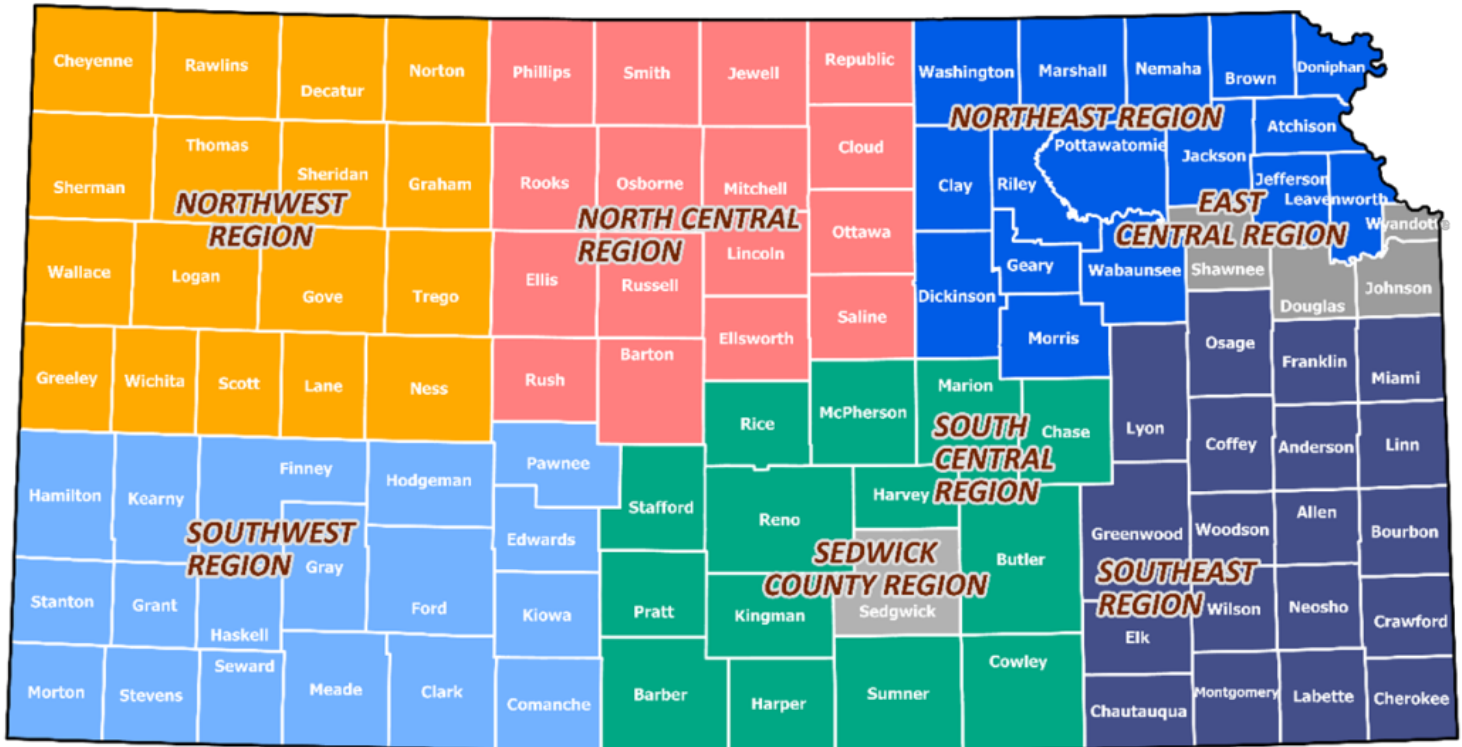 Cheyenne
Rawlins
Decatur
Norton
Phillips
Smith
Jewell
Republic
Washington
Marshall
Nemaha
Brown
Doniphan
Sherman
Thomas
Sheridan
Graham
Rooks
Osborne
Mitchell
Cloud
Clay
Riley
Pottawatomie
Jackson
Atchison
Jefferson
Leavenworth
Wyandotte
NORTHWEST
REGION
NORTH CENTRAL
REGION
NORTHEAST REGION
EAST
CENTRAL REGION
Wallace
Logan
Gove
Trego
Ellis
Russell
Lincoln
Ottawa
Saline
Dickinson
Geary
Wabaunsee
Shawnee
Douglas
Johnson
Greeley
Wichita
Scott
Lane
Ness
Rush
Barton
Ellsworth
Rice
McPherson
Marion
Morris
Chase
Lyon
Osage
Franklin
Miami
Coffey
Anderson
Linn
SOUTH
CENTRAL
REGION
Hamilton
Kearny
Finney
Hodgeman
Pawnee
Edwards
Stafford
Reno
Harvey
Butler
Greenwood
Woodson
Allen
Bourbon
SOUTHWEST
REGION
SEDWICK
COUNTY REGION
SOUTHEAST
REGION
Stanton
Grant
Haskell
Gray
Ford
Kiowa
Pratt
Kingman
Sedgwick
Elk
Wilson
Neosho
Crawford
Morton
Stevens
Seward
Meade
Clark
Comanche
Barber
Harper
Sumner
Cowley
Chautauqua
Montgomery
Labette
Cherokee